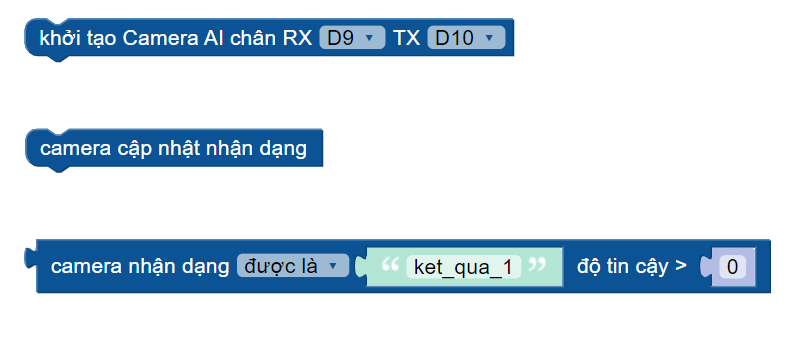 khởi tạo Camera AI chân RX D9 TX D10
camera cập nhật nhận dạng
camera nhận dạng được là “ ket_qua_1 ” độ tin cậy > 0